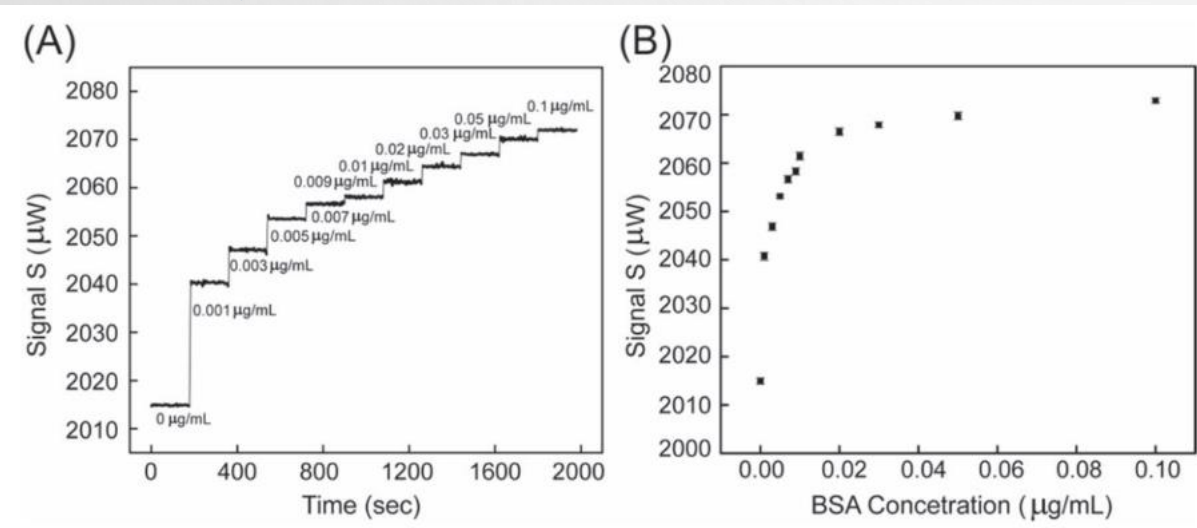 (A)
2080
2070
2060
2050
2040
2030
2020
2010
Signal S (μW)
0 μg/mL
0.001 μg/mL
0.003 μg/mL
0.005 μg/mL
0.007 μg/mL
0.009 μg/mL
0.01 μg/mL
0.02 μg/mL
0.03 μg/mL
0.05 μg/mL
0.1 μg/mL
0 400 800 1200 1600 2000
Time (sec)
(B)
2080
2070
2060
2050
2040
2030
2020
2010
2000
Signal S (μW)
0.00 0.02 0.04 0.06 0.08 0.10
BSA Concetration (μg/mL)